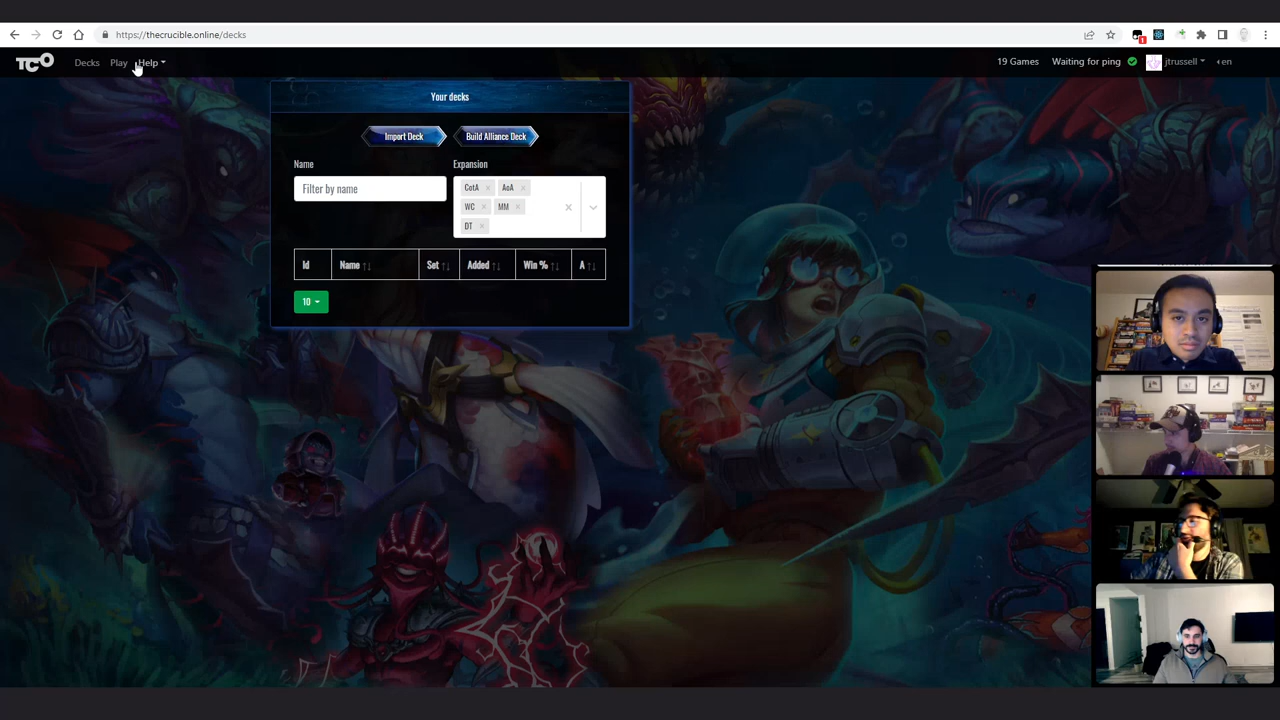 https://thecrucible.online/decks
1
TCO
Decks
Play
Help
19 Games
Waiting for ping
jtrussell
en
Your decks
Import Deck
Build Alliance Deck
Name
Expansion
Filter by name
CotA ×
AoA ×
WC ×
MM ×
DT ×
Id
Name
Set
Added
Win %
A
10